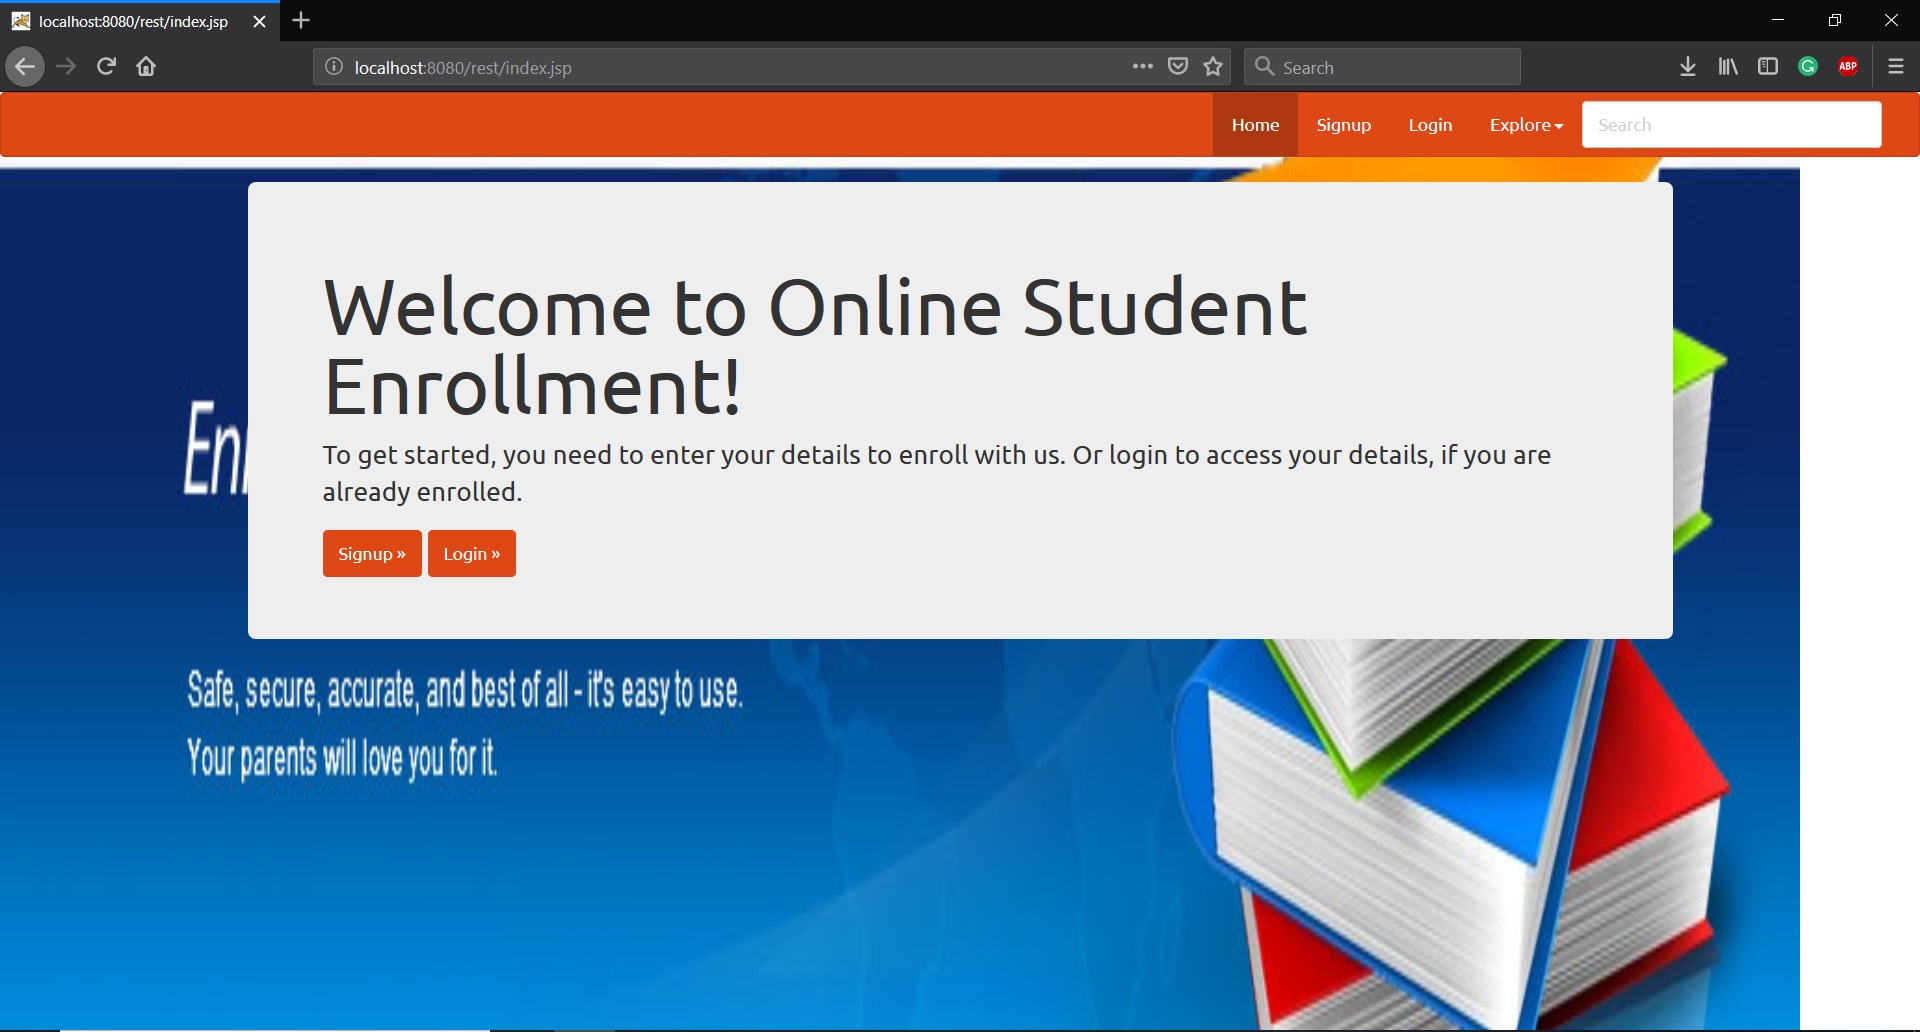 localhost:8080/rest/index.jsp
localhost:8080/rest/index.jsp
Search
ABP
Home Signup Login Explore Search
Welcome to Online Student
Enrollment!
To get started, you need to enter your details to enroll with us. Or login to access your details, if you are
already enrolled.
Signup » Login »
Safe, secure, accurate, and best of all - it's easy to use.
Your parents will love you for it.